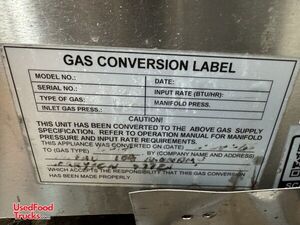 GAS CONVERSION LABEL
MODEL NO.: DATE:
SERIAL NO.: INPUT RATE (BTU/HR):
TYPE OF GAS: MANIFOLD PRESS.:
INLET GAS PRESS.:
CAUTION!
THIS UNIT HAS BEEN CONVERTED TO THE ABOVE GAS SUPPLY
SPECIFICATION. REFER TO OPERATION MANUAL FOR MANIFOLD
PRESSURE AND INPUT RATE REQUIREMENTS.
THIS APPLIANCE WAS CONVERTED ON:(DATE)
TO (GAS TYPE) BY:(COMPANY NAME AND ADDRESS)
WHICH ACCEPTS THE RESPONSIBILITY THAT THIS GAS CONVERSION
HAS BEEN MADE PROPERLY.
UsedFoodTrucks.com